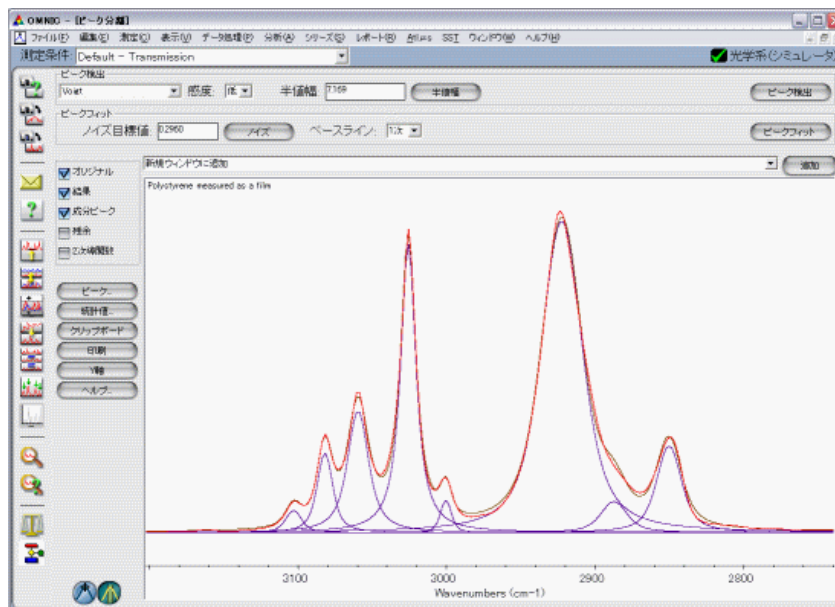 OMNIC - [ピーク分離]
ファイル(F) 編集(E) 測定(C) 表示(V) データ処理(P) 分析(A) シリーズ(S) レポート(R) Atlμs SST ウィンドウ(W) ヘルプ(H)
測定条件: Default - Transmission 光学系(シミュレータ)
ピーク検出
Voigt 感度: 低 半値幅: 7.169 半値幅 ピーク検出
ピークフィット
ノイズ目標値: 0.2960 ノイズ ベースライン: 1次 ピークフィット
新規ウィンドウに追加 追加
オリジナル
結果
成分ピーク
残余
2次導関数
ピーク...
統計値...
クリップボード
印刷
Y軸
ヘルプ...
Polystyrene measured as a film
3100 3000 2900 2800
Wavenumbers (cm-1)